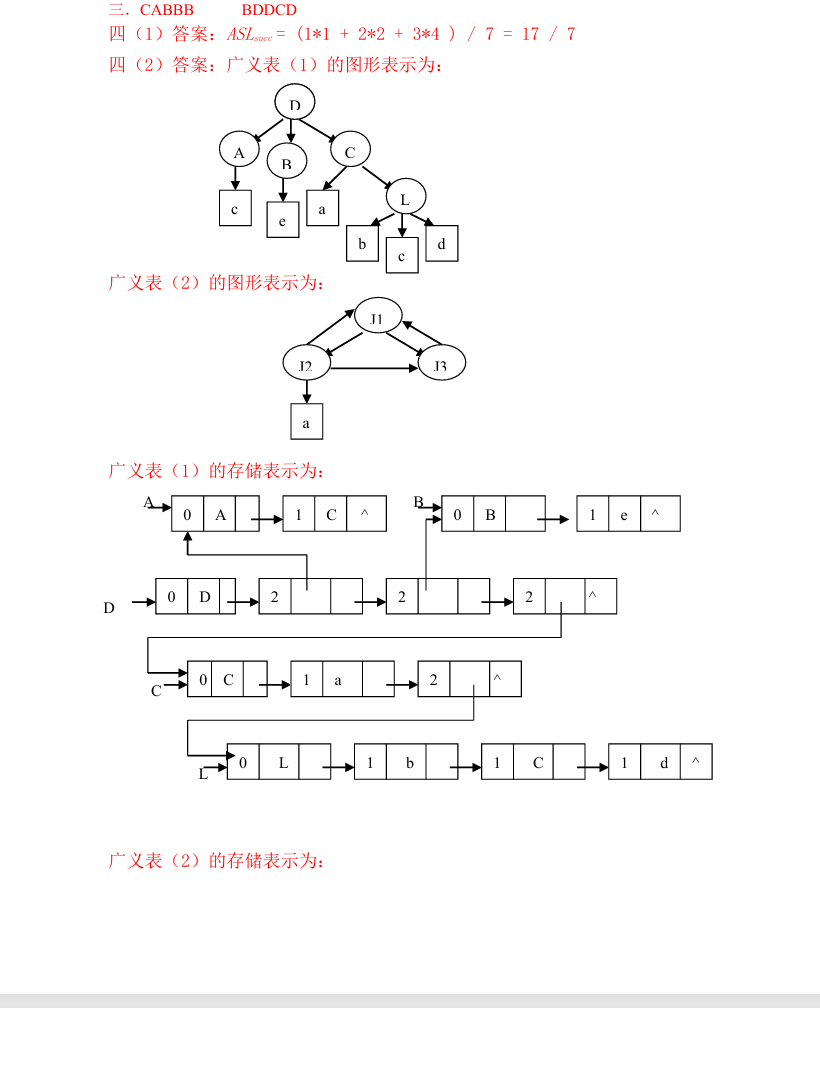 三．CABBB BDDCD
四（1）答案：ASLsucc = (1*1 + 2*2 + 3*4 ) / 7 = 17 / 7
四（2）答案：广义表（1）的图形表示为：
D
A B C
L
c e a
b c d
广义表（2）的图形表示为：
J1
J2 J3
a
广义表（1）的存储表示为：
A 0 A 1 C ^ B 0 B 1 e ^
D 0 D 2 2 2 ^
C 0 C 1 a 2 ^
L 0 L 1 b 1 C 1 d ^
广义表（2）的存储表示为：